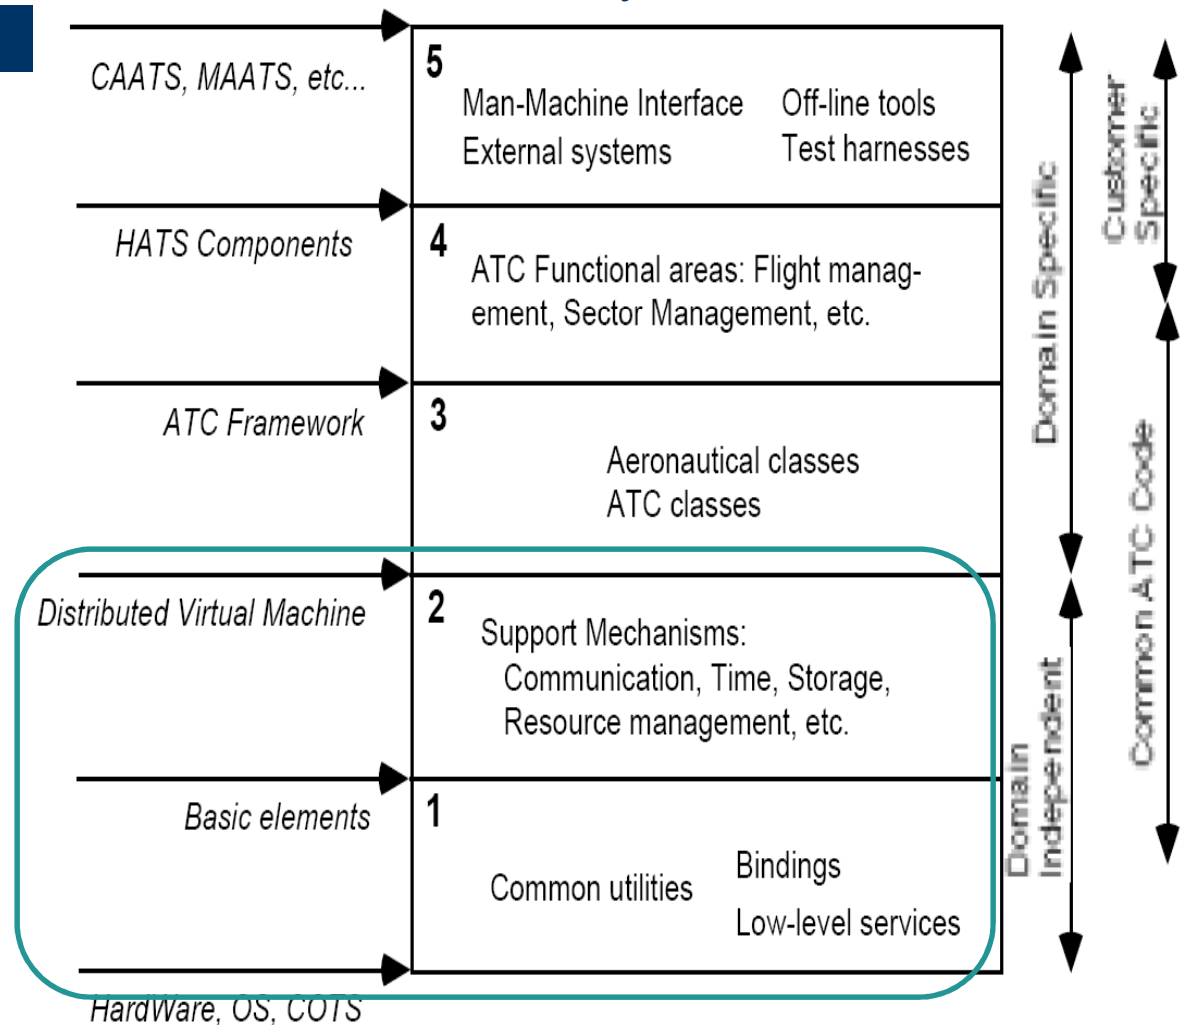 CAATS, MAATS, etc...
5
Man-Machine Interface
Off-line tools
External systems
Test harnesses
HATS Components
4
ATC Functional areas: Flight manag-
ement, Sector Management, etc.
ATC Framework
3
Aeronautical classes
ATC classes
Distributed Virtual Machine
2
Support Mechanisms:
Communication, Time, Storage,
Resource management, etc.
Basic elements
1
Common utilities
Bindings
Low-level services
HardWare, OS, COTS
Domain Specific
Customer
Specific
Domain
Independent
Common ATC Code